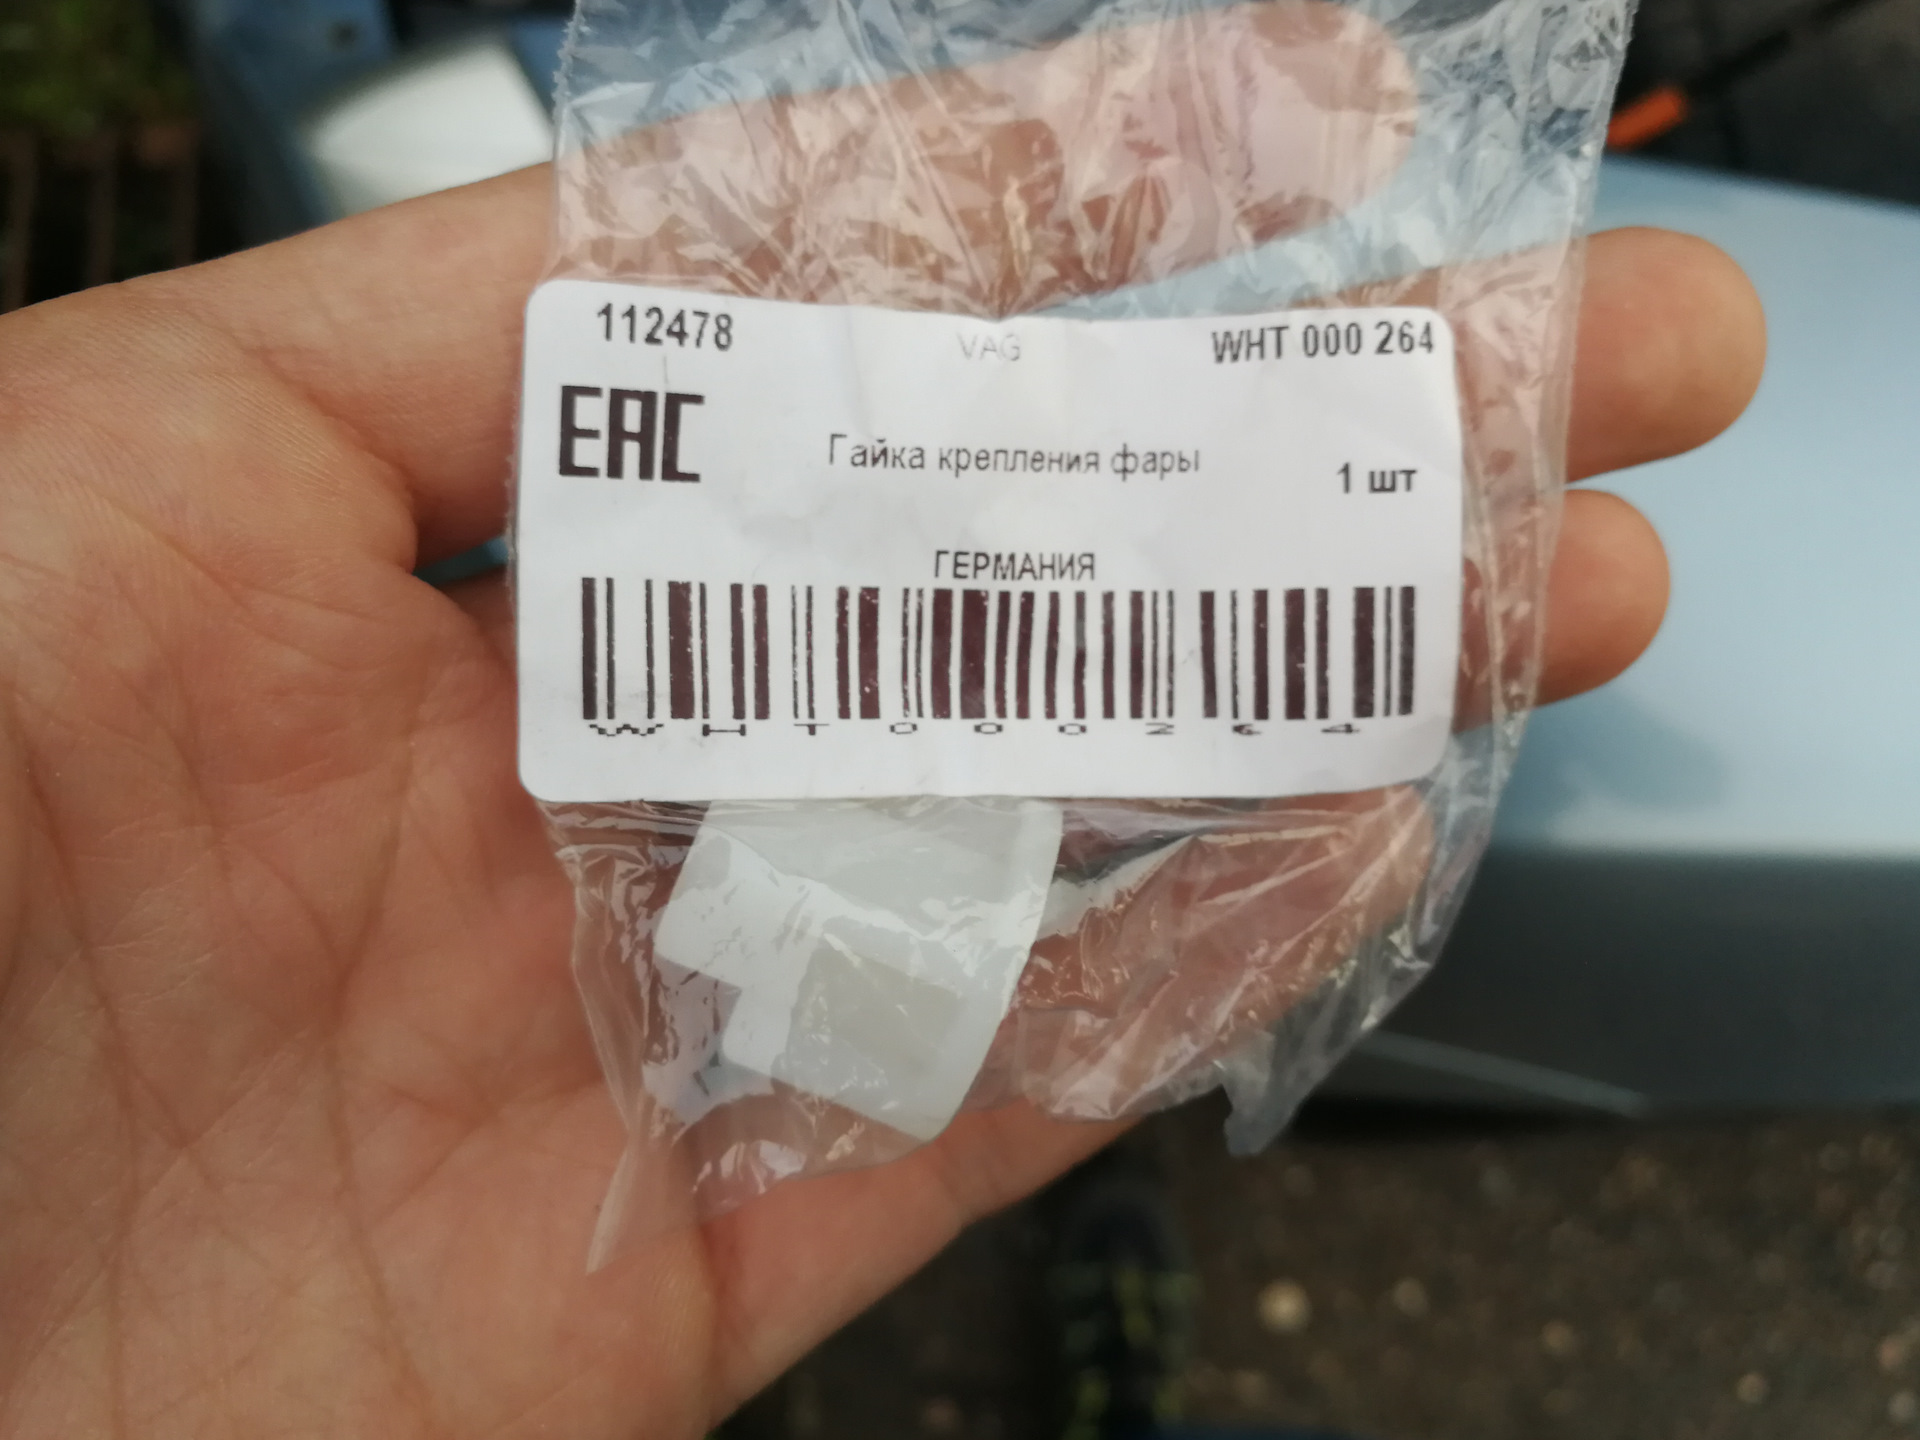 112478 VAG WHT 000 264
EAC
Гайка крепления фары
1 шт
ГЕРМАНИЯ
WHT000264